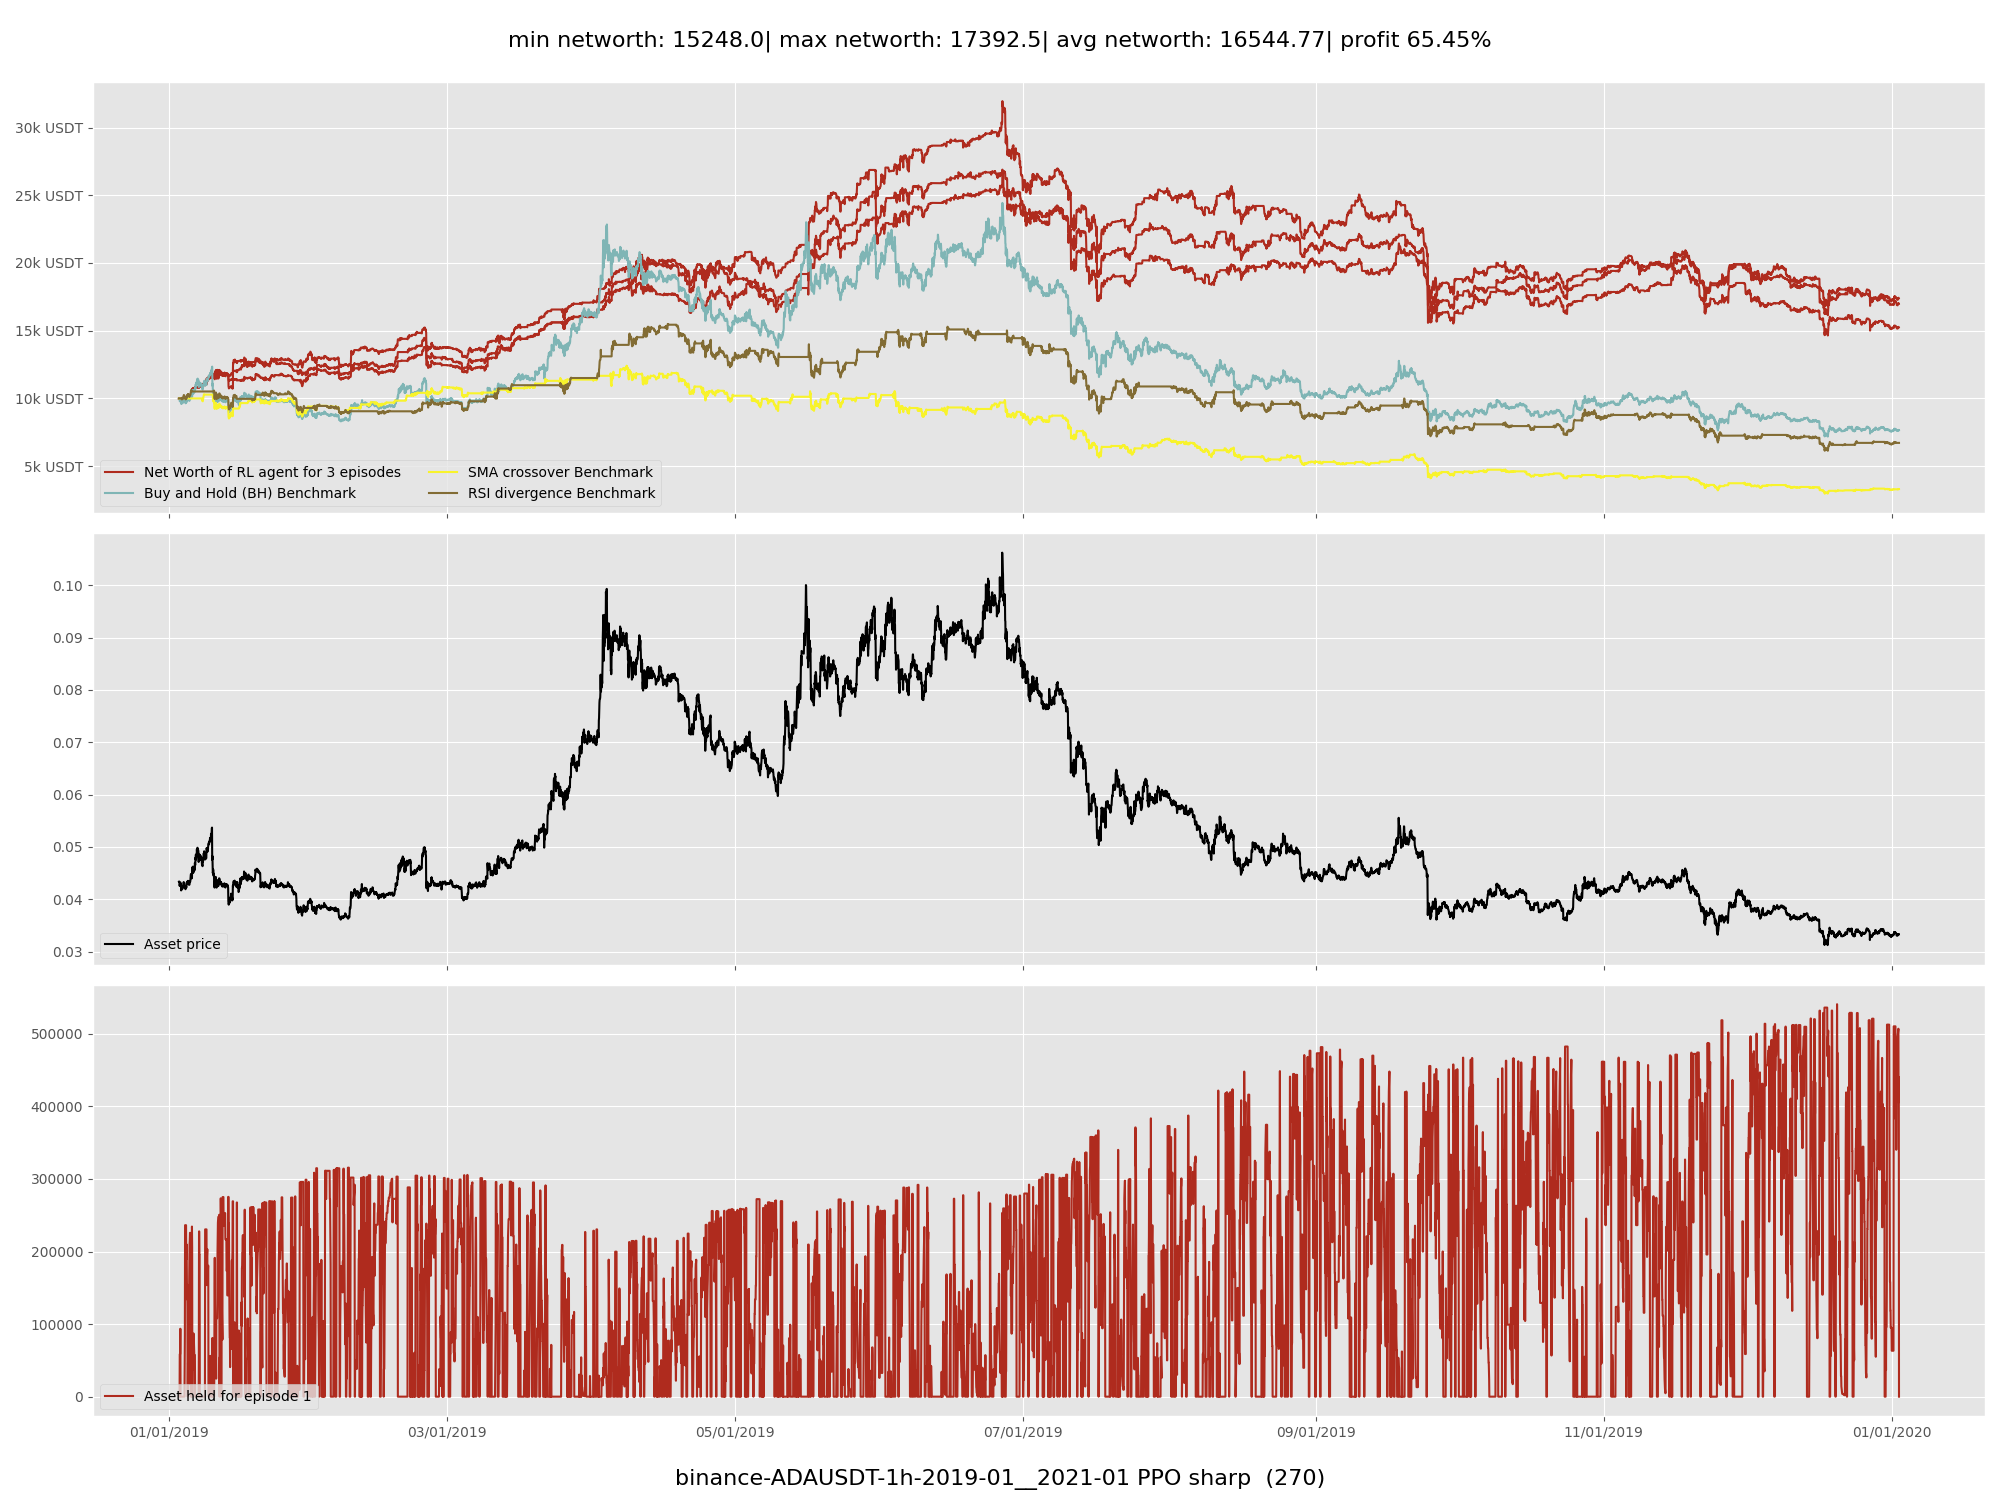 min networth: 15248.0| max networth: 17392.5| avg networth: 16544.77| profit 65.45%
30k USDT
25k USDT
20k USDT
15k USDT
10k USDT
5k USDT
Net Worth of RL agent for 3 episodes
Buy and Hold (BH) Benchmark
SMA crossover Benchmark
RSI divergence Benchmark
0.10
0.09
0.08
0.07
0.06
0.05
0.04
0.03
Asset price
500000
400000
300000
200000
100000
0
Asset held for episode 1
01/01/2019 03/01/2019 05/01/2019 07/01/2019 09/01/2019 11/01/2019 01/01/2020
binance-ADAUSDT-1h-2019-01__2021-01 PPO sharp  (270)